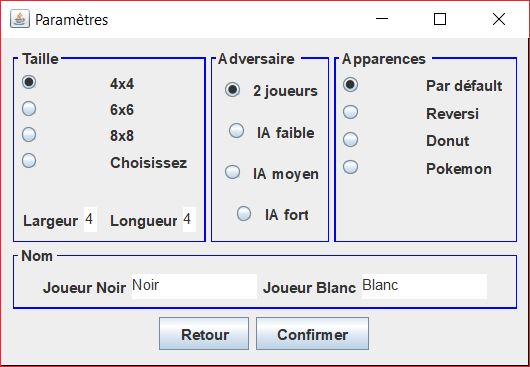 Paramètres
Taille
4x4
6x6
8x8
Choisissez
Largeur 4 Longueur 4
Adversaire
2 joueurs
IA faible
IA moyen
IA fort
Apparences
Par défault
Reversi
Donut
Pokemon
Nom
Joueur Noir Noir Joueur Blanc Blanc
Retour Confirmer